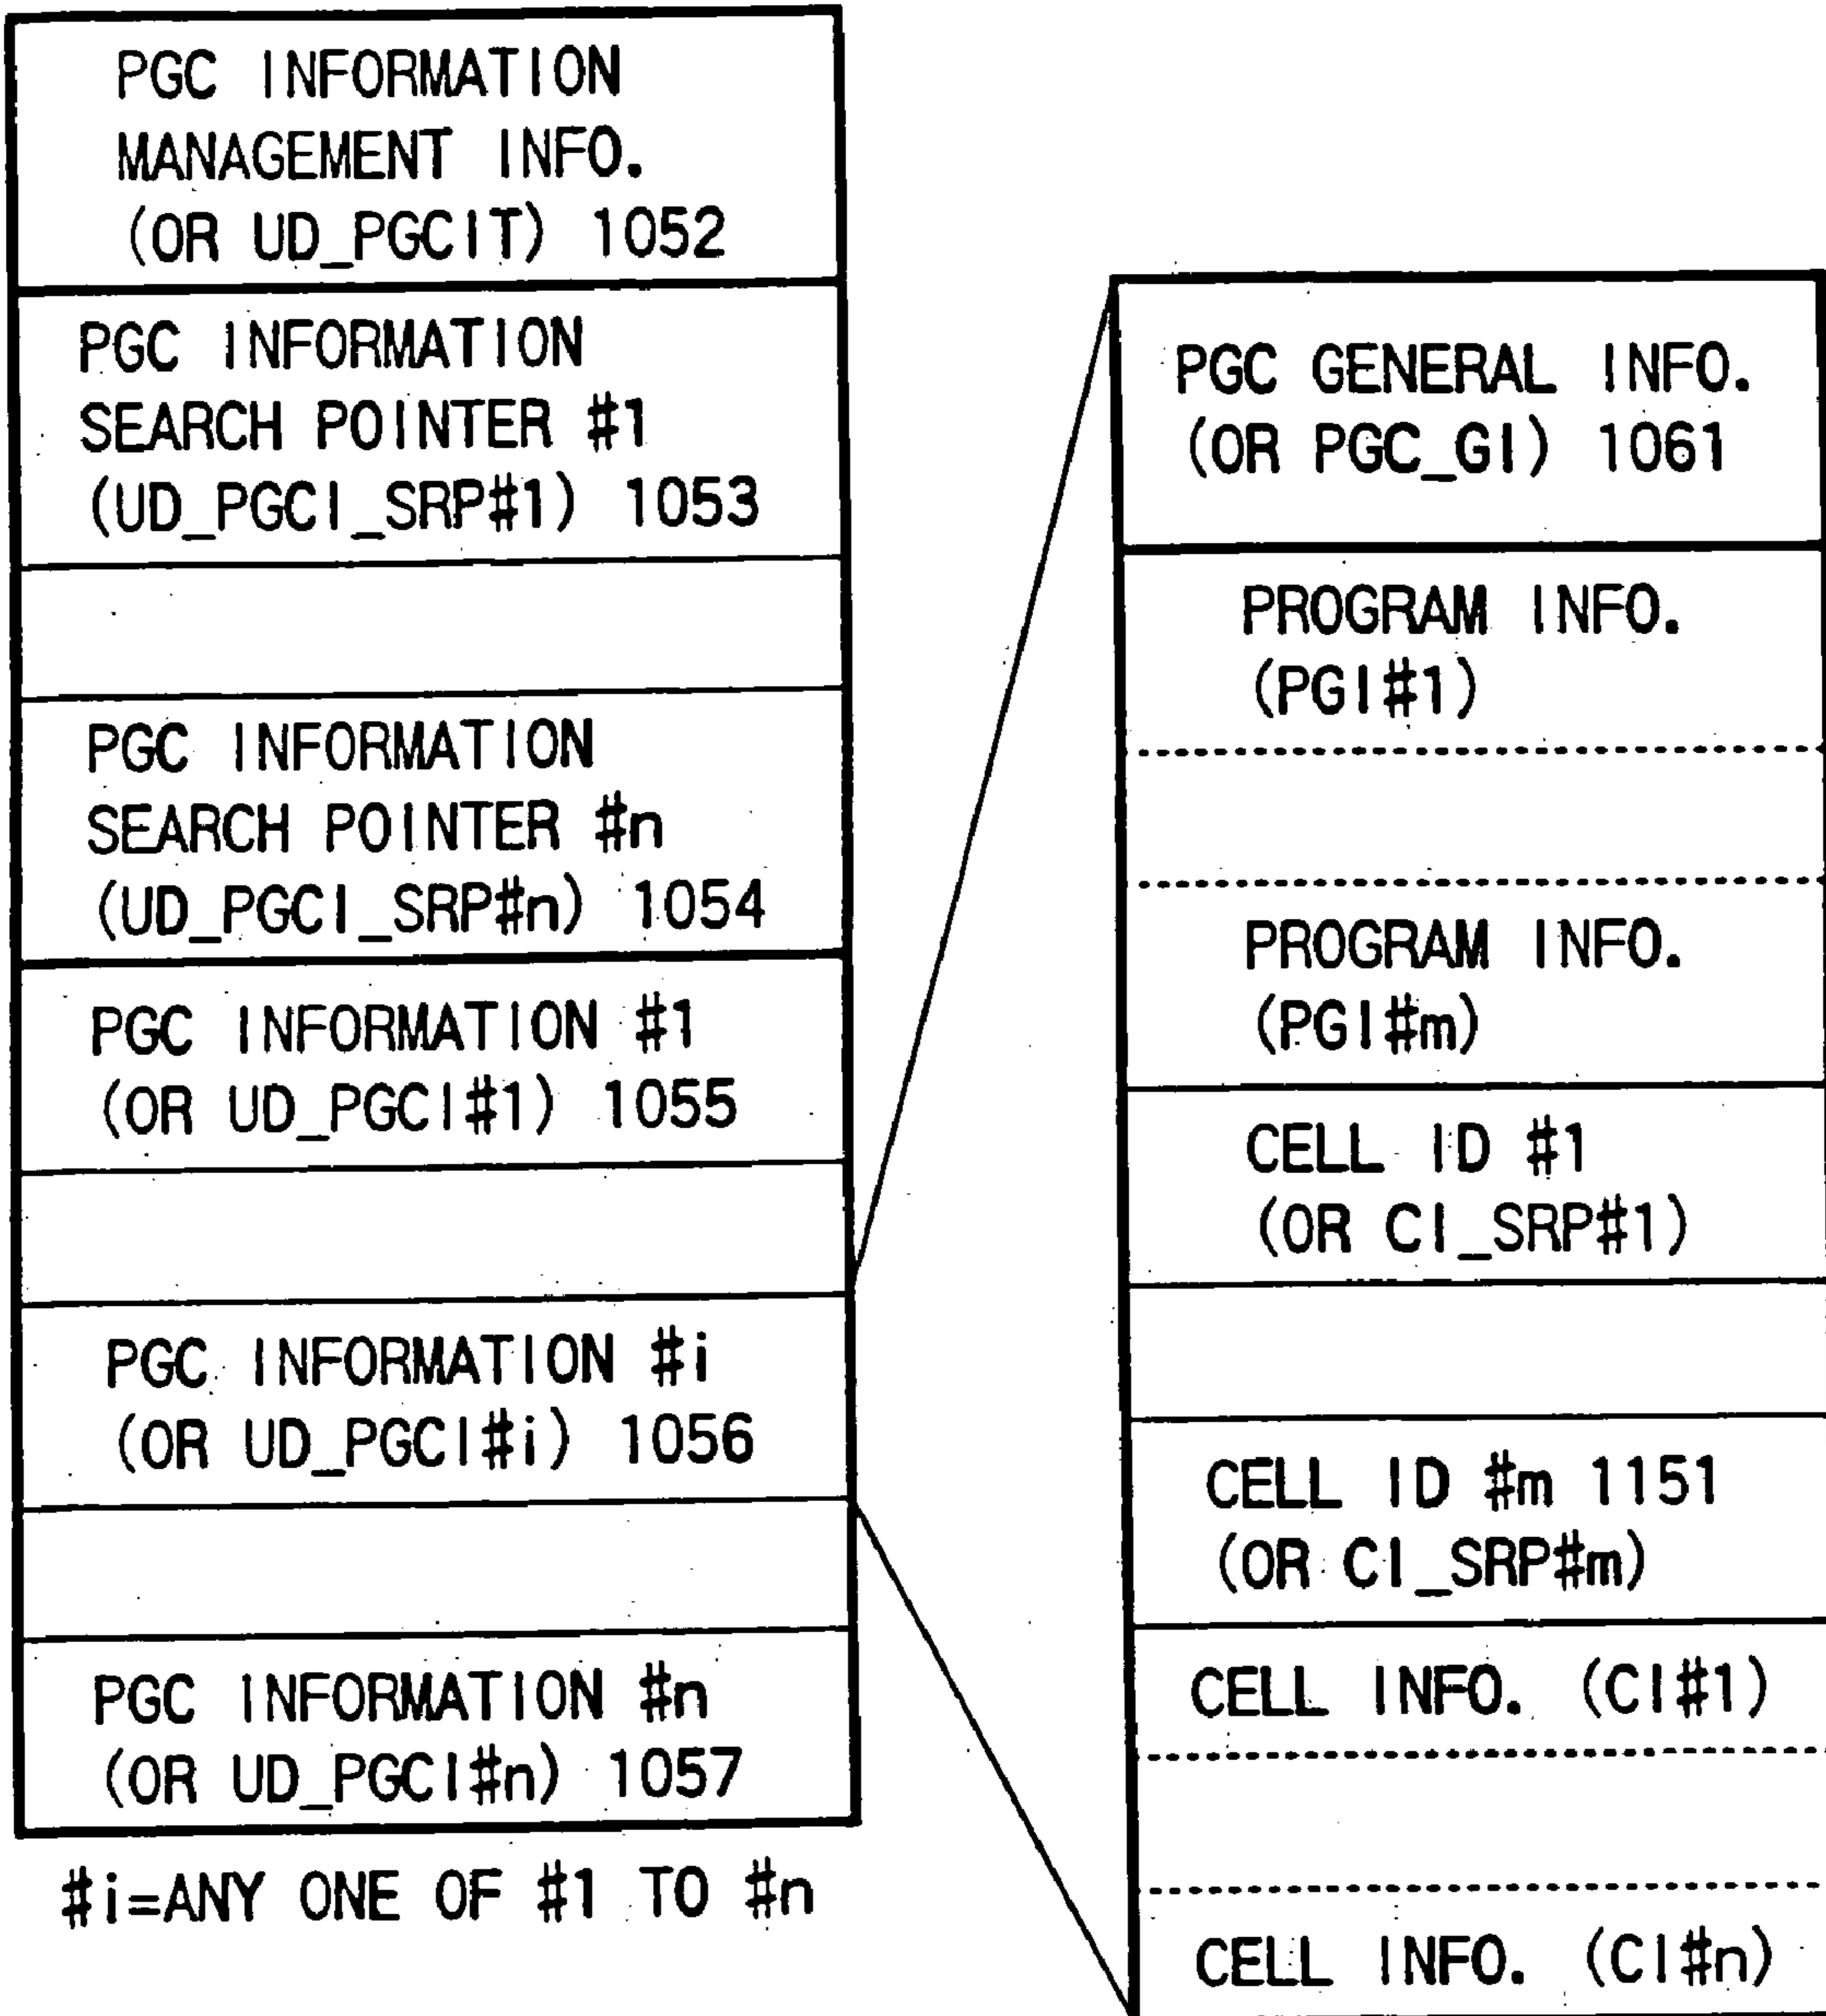 PGC INFORMATION
MANAGEMENT INFO.
(OR UD_PGCIT) 1052
PGC INFORMATION
SEARCH POINTER #1
(UD_PGCI_SRP#1) 1053
PGC INFORMATION
SEARCH POINTER #n
(UD_PGCI_SRP#n) 1054
PGC INFORMATION #1
(OR UD_PGCI#1) 1055
PGC INFORMATION #i
(OR UD_PGCI#i) 1056
PGC INFORMATION #n
(OR UD_PGCI#n) 1057
#i=ANY ONE OF #1 TO #n
PGC GENERAL INFO.
(OR PGC_GI) 1061
PROGRAM INFO.
(PGI#1)
PROGRAM INFO.
(PGI#m)
CELL ID #1
(OR CI_SRP#1)
CELL ID #m 1151
(OR CI_SRP#m)
CELL INFO. (CI#1)
CELL INFO. (CI#n)